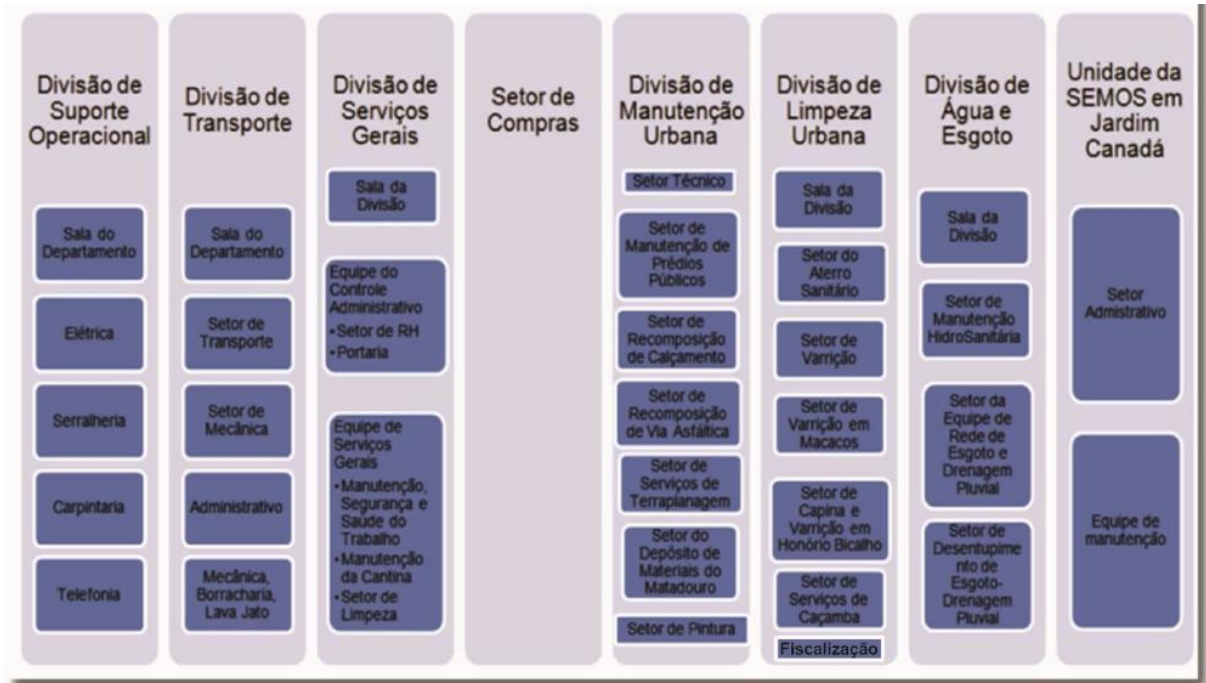 Divisão de
Suporte
Operacional
Sala do
Departamento
Elétrica
Serralheria
Carpintaria
Telefonia
Divisão de
Transporte
Sala do
Departamento
Setor de
Transporte
Setor de
Mecânica
Administrativo
Mecânica,
Borracharia,
Lava Jato
Divisão de
Serviços
Gerais
Sala da
Divisão
Equipe do
Controle
Administrativo
•Setor de RH
•Portaria
Equipe de
Serviços
Gerais
•Manutenção,
Segurança e
Saúde do
Trabalho
•Manutenção
da Cantina
•Setor de
Limpeza
Setor de
Compras
Divisão de
Manutenção
Urbana
Setor Técnico
Setor de
Manutenção de
Prédios
Públicos
Setor de
Recomposição
de Calçamento
Setor de
Recomposição
de Via Asfáltica
Setor de
Serviços de
Terraplanagem
Setor do
Depósito de
Materiais do
Matadouro
Setor de Pintura
Divisão de
Limpeza
Urbana
Sala da
Divisão
Setor do
Aterro
Sanitário
Setor de
Varrição
Setor de
Varrição em
Macacos
Setor de
Capina e
Varrição em
Honório Bicalho
Setor de
Serviços de
Caçamba
Fiscalização
Divisão de
Água e
Esgoto
Sala da
Divisão
Setor de
Manutenção
HidroSanitária
Setor da
Equipe de
Rede de
Esgoto e
Drenagem
Pluvial
Setor de
Desentupime
nto de
Esgoto-
Drenagem
Pluvial
Unidade da
SEMOS em
Jardim
Canadá
Setor
Admistrativo
Equipe de
manutenção